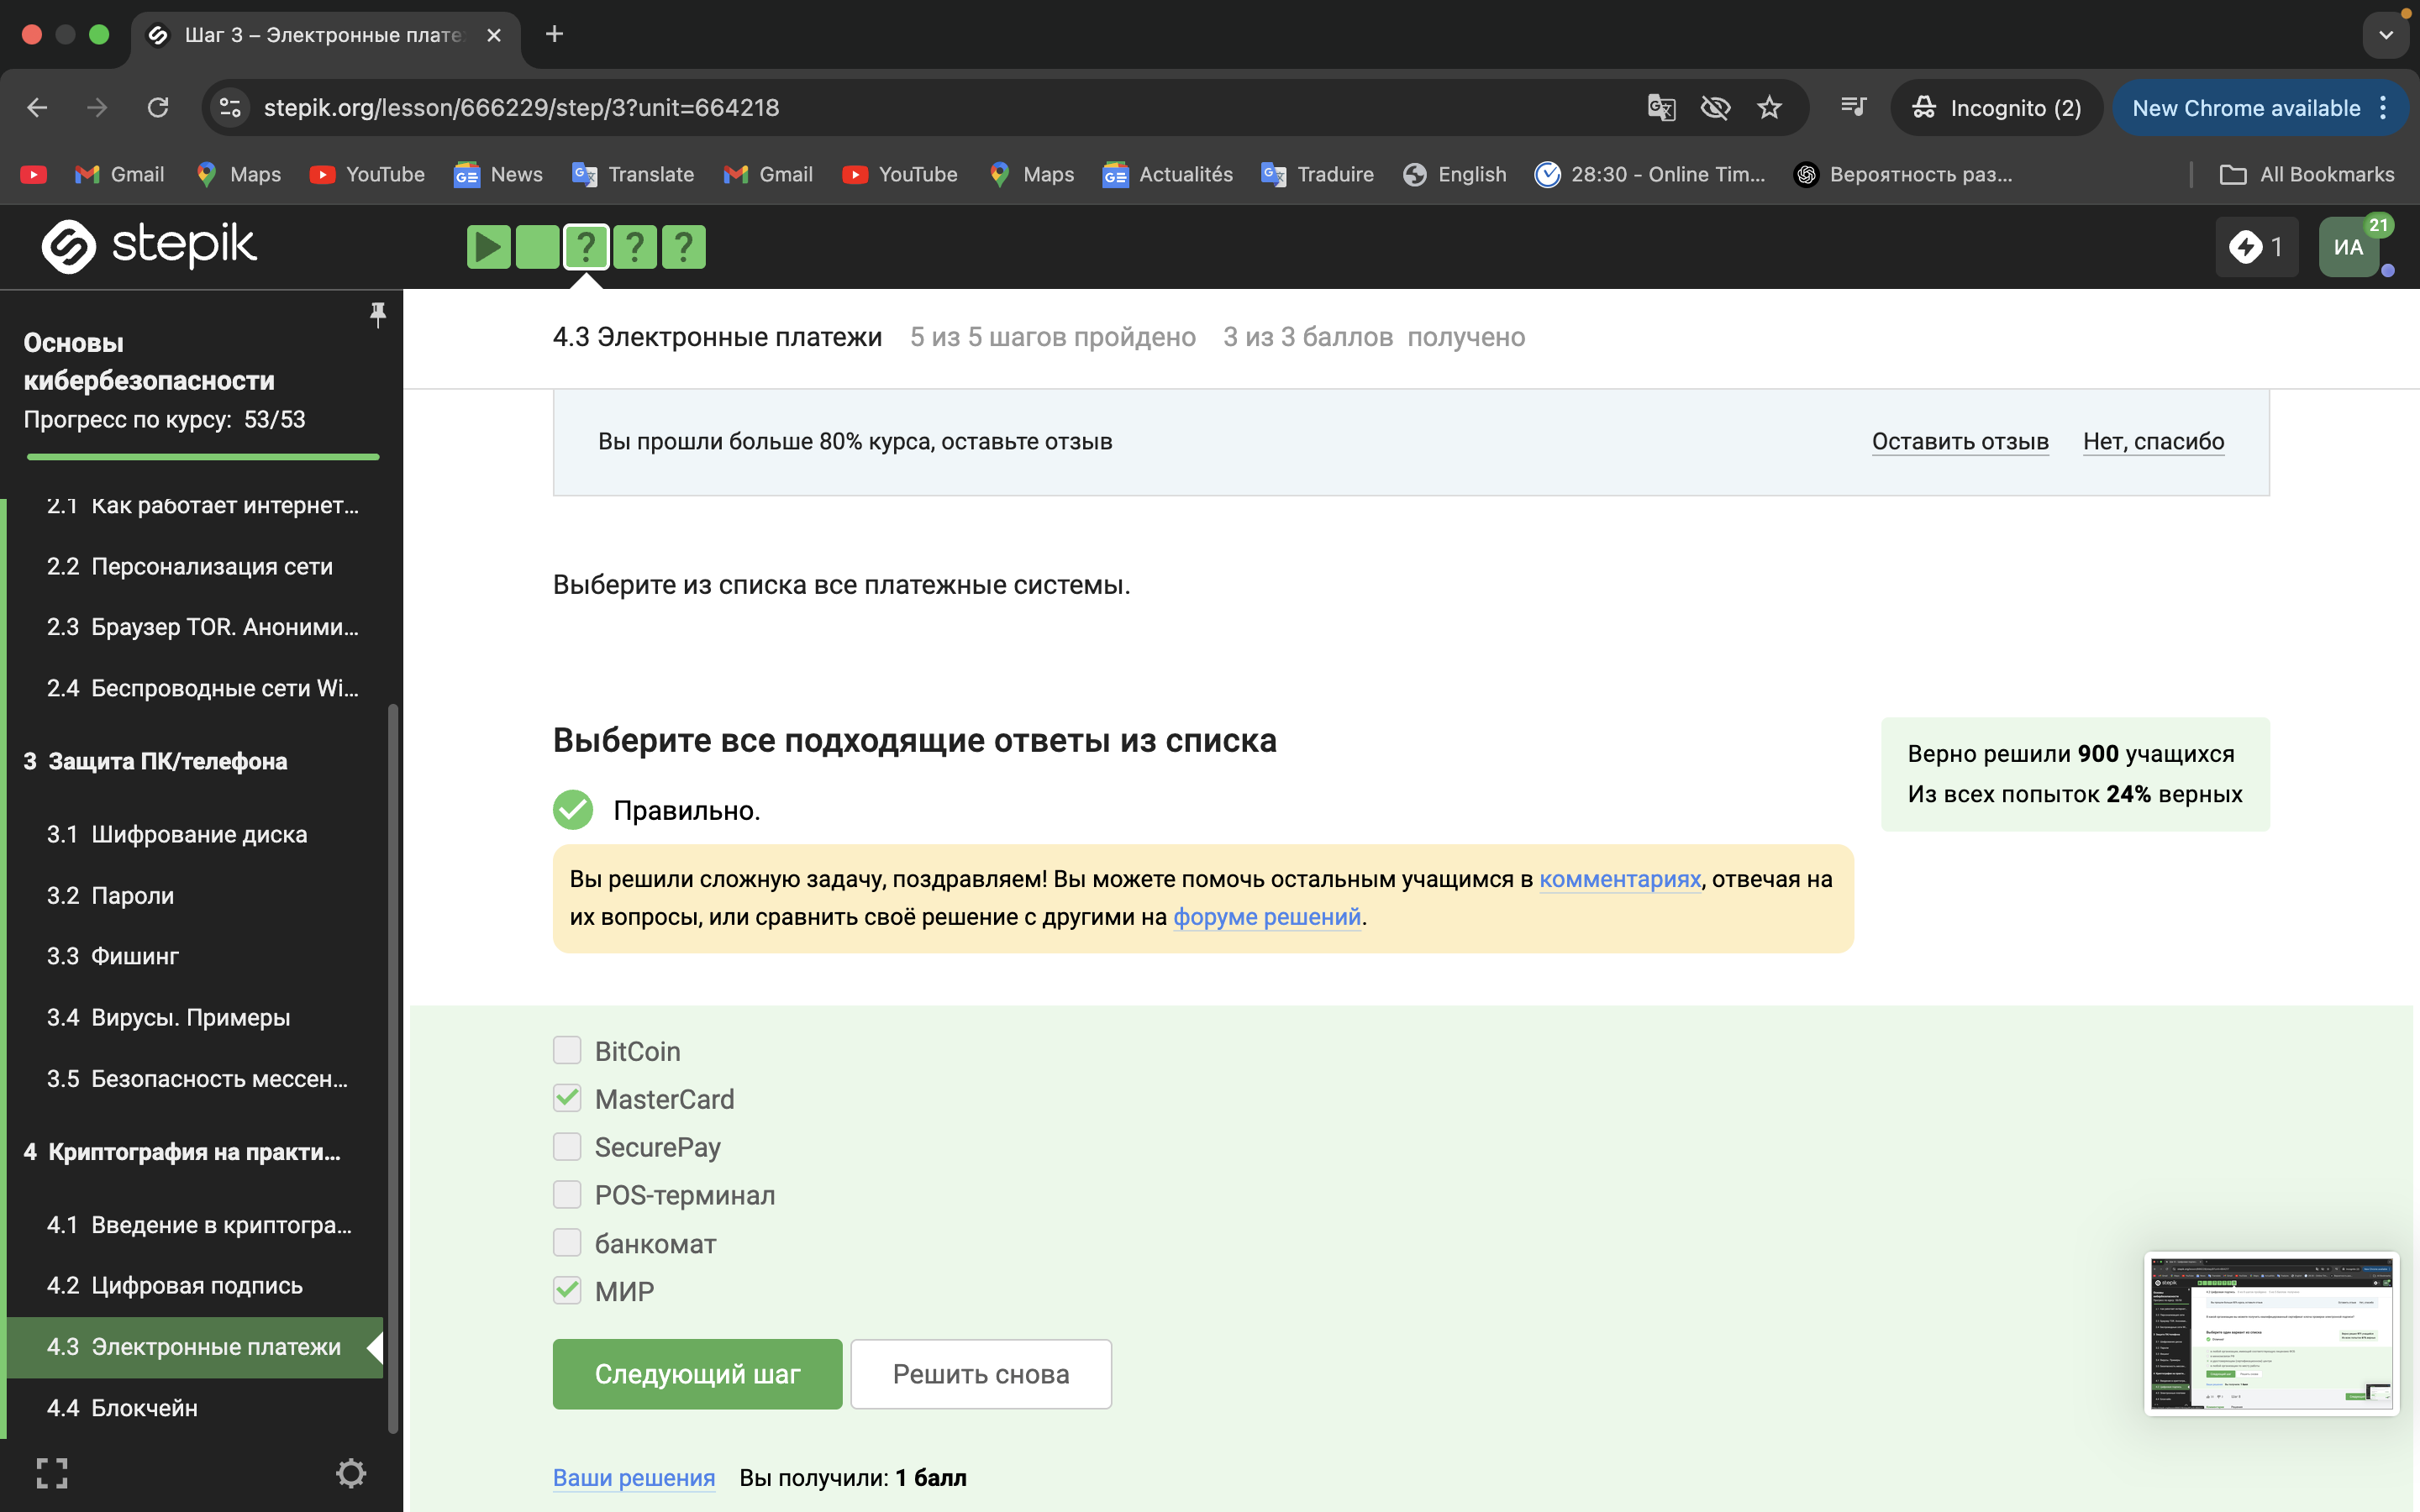 Шаг 3 – Электронные плате
stepik.org/lesson/666229/step/3?unit=664218
Incognito (2)
New Chrome available
Gmail
Maps
YouTube
News
Translate
Gmail
YouTube
Maps
Actualités
Traduire
English
28:30 - Online Tim...
Вероятность раз...
All Bookmarks
stepik
?
?
?
1
ИА
21
Основы
кибербезопасности
Прогресс по курсу: 53/53
2.1 Как работает интернет...
2.2 Персонализация сети
2.3 Браузер TOR. Аноними...
2.4 Беспроводные сети Wi...
3 Защита ПК/телефона
3.1 Шифрование диска
3.2 Пароли
3.3 Фишинг
3.4 Вирусы. Примеры
3.5 Безопасность мессен...
4 Криптография на практи...
4.1 Введение в криптогра...
4.2 Цифровая подпись
4.3 Электронные платежи
4.4 Блокчейн
4.3 Электронные платежи 5 из 5 шагов пройдено 3 из 3 баллов получено
Вы прошли больше 80% курса, оставьте отзыв
Оставить отзыв
Нет, спасибо
Выберите из списка все платежные системы.
Выберите все подходящие ответы из списка
Верно решили 900 учащихся
Из всех попыток 24% верных
Правильно.
Вы решили сложную задачу, поздравляем! Вы можете помочь остальным учащимся в комментариях, отвечая на
их вопросы, или сравнить своё решение с другими на форуме решений.
BitCoin
MasterCard
SecurePay
POS-терминал
банкомат
МИР
Следующий шаг
Решить снова
Ваши решения Вы получили: 1 балл